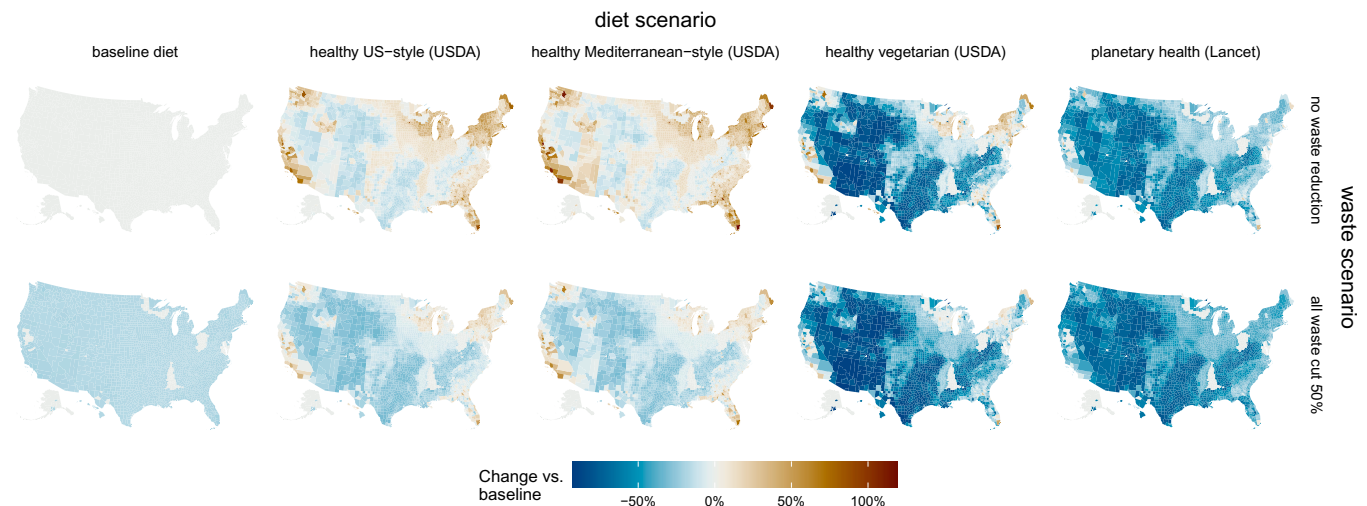 diet scenario
baseline diet
healthy US−style (USDA)
healthy Mediterranean−style (USDA)
healthy vegetarian (USDA)
planetary health (Lancet)
no waste reduction
waste scenario
all waste cut 50%
Change vs.
baseline
−50%
0%
50%
100%